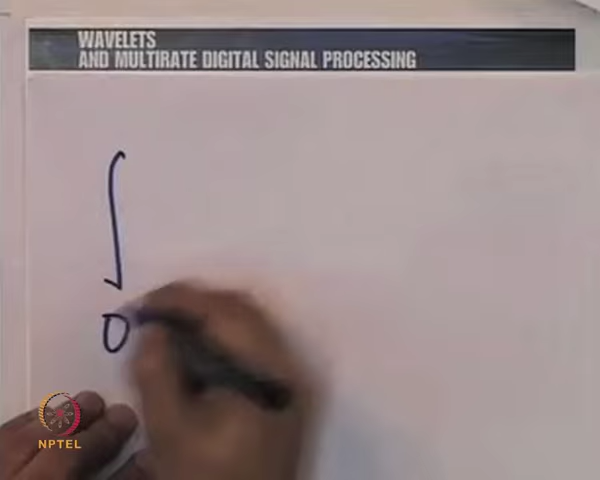 WAVELETS
AND MULTIRATE DIGITAL SIGNAL PROCESSING
∫
0
NPTEL